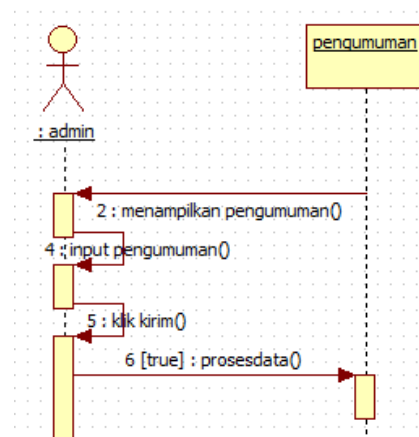 pengumuman
: admin
2 : menampilkan pengumuman()
4 : input pengumuman()
5 : klik kirim()
6 [true] : prosesdata()